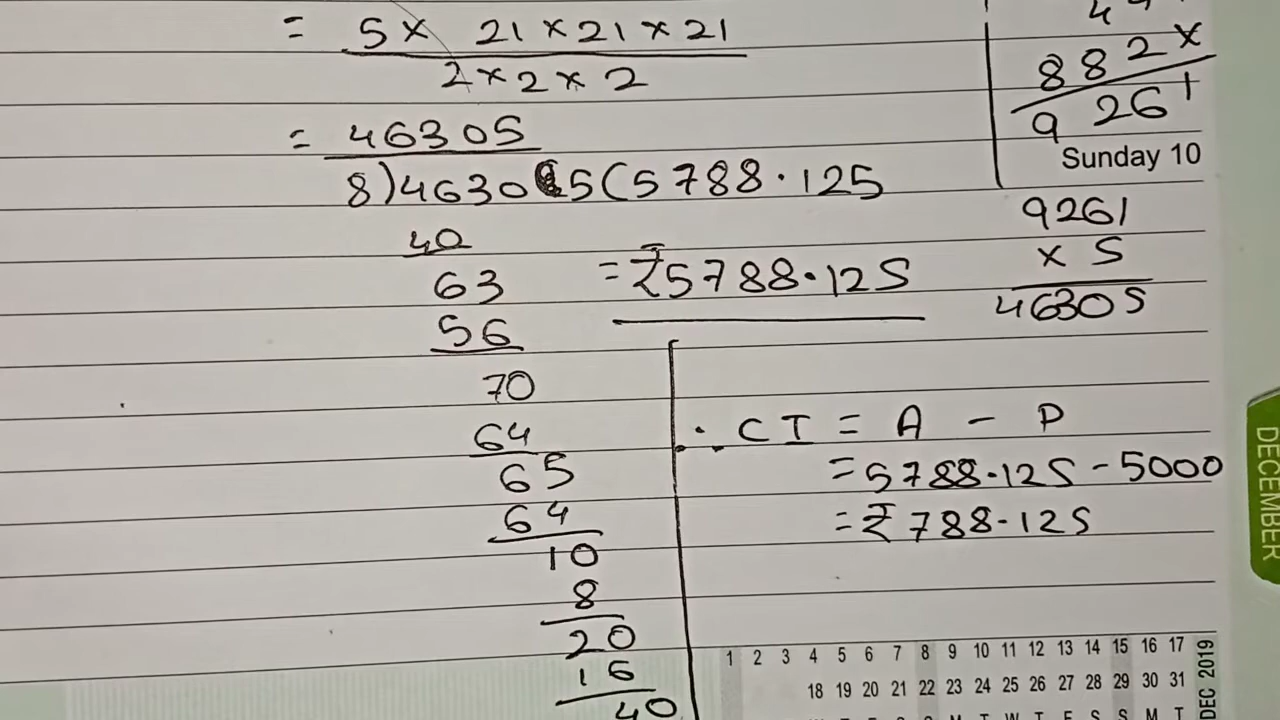 = 5 × 21 × 21 × 21
2 × 2 × 2
= 46305
8)46305(5788.125
40
63
56
70
64
65
64
10
8
20
16
40
= ₹5788.125
882×
9261
Sunday 10
9261
× 5
46305
∴ CI = A - P
= 5788.125 - 5000
= ₹788.125
DECEMBER
1 2 3 4 5 6 7 8 9 10 11 12 13 14 15 16 17
18 19 20 21 22 23 24 25 26 27 28 29 30 31
DEC 2019